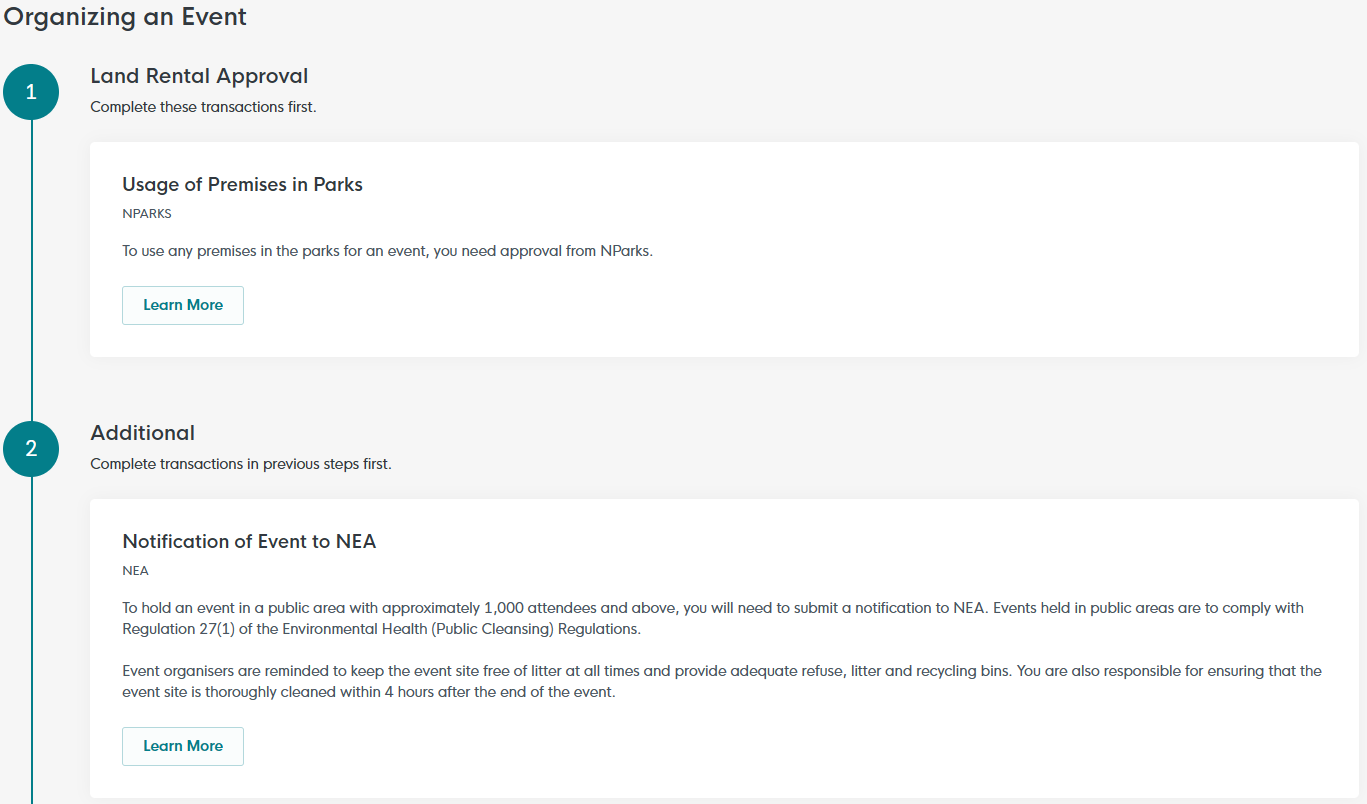 Organizing an Event
1
Land Rental Approval
Complete these transactions first.
Usage of Premises in Parks
NPARKS
To use any premises in the parks for an event, you need approval from NParks.
Learn More
2
Additional
Complete transactions in previous steps first.
Notification of Event to NEA
NEA
To hold an event in a public area with approximately 1,000 attendees and above, you will need to submit a notification to NEA. Events held in public areas are to comply with
Regulation 27(1) of the Environmental Health (Public Cleansing) Regulations.
Event organisers are reminded to keep the event site free of litter at all times and provide adequate refuse, litter and recycling bins. You are also responsible for ensuring that the
event site is thoroughly cleaned within 4 hours after the end of the event.
Learn More